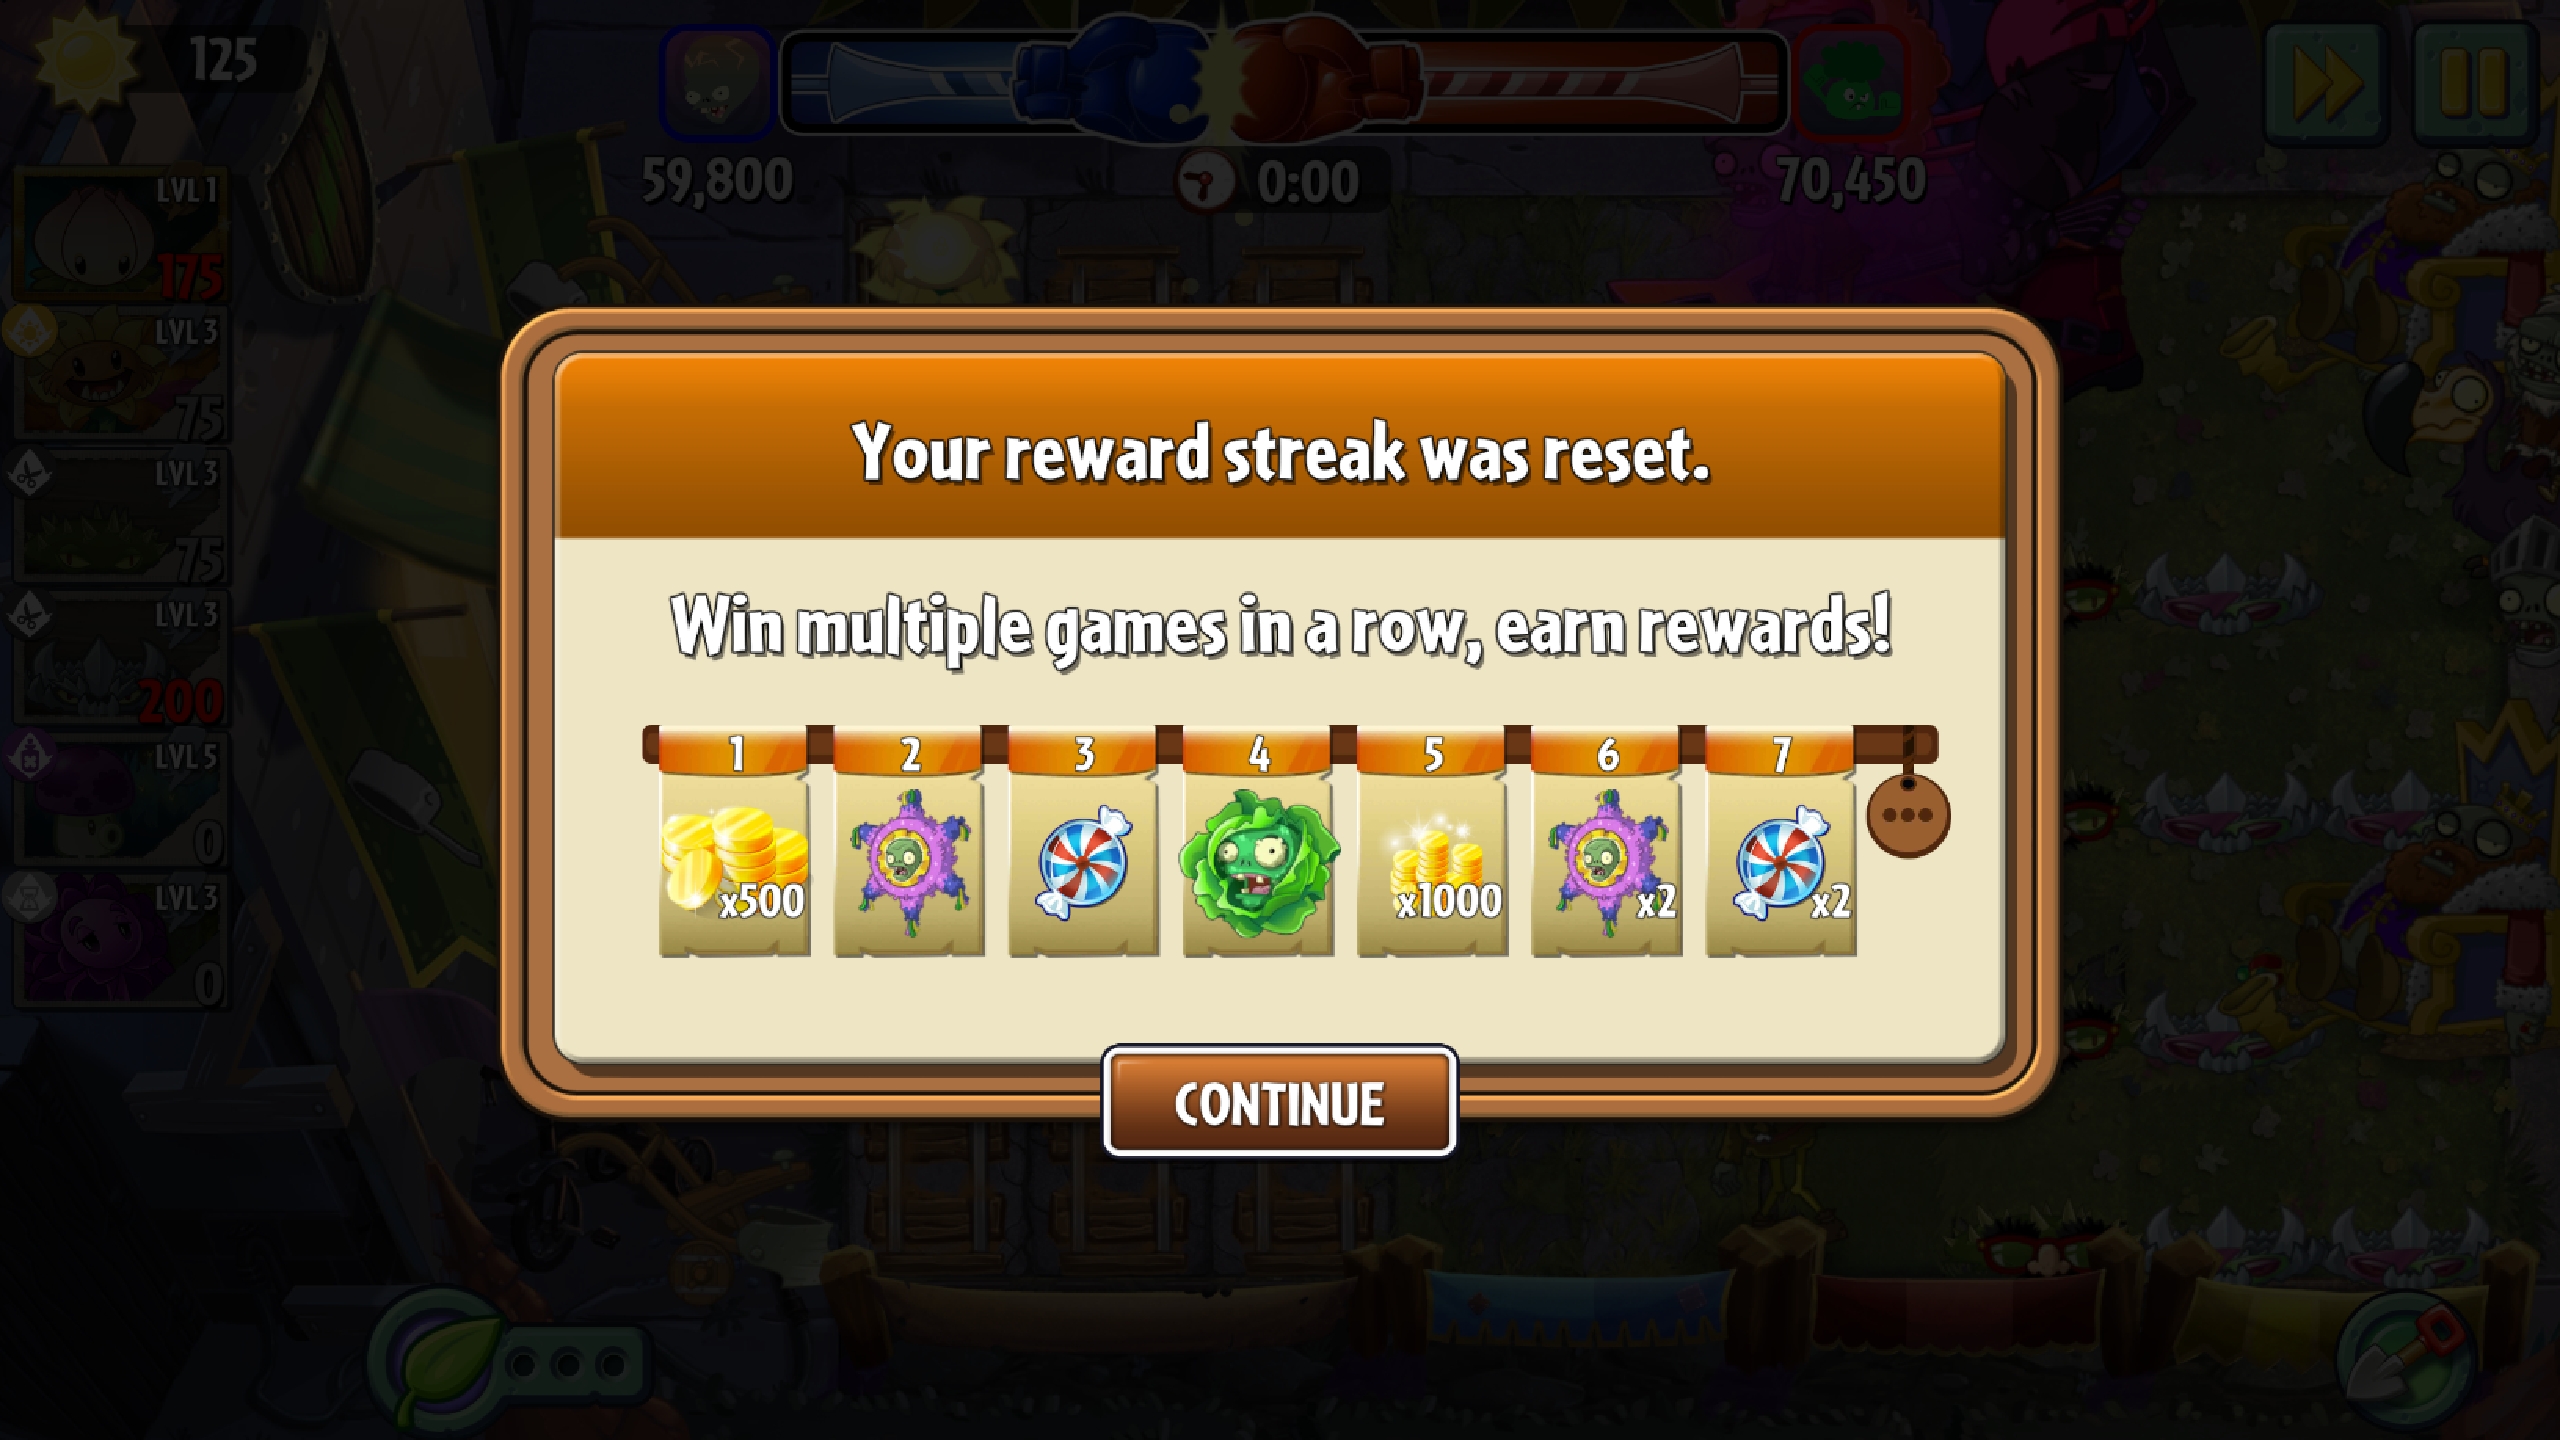 125
59,800
0:00
70,450
LVL 1
175
LVL 3
75
LVL 3
75
LVL 3
200
LVL 5
0
LVL 3
0
Your reward streak was reset.
Win multiple games in a row, earn rewards!
1 2 3 4 5 6 7
x500 x1000 x2 x2
CONTINUE